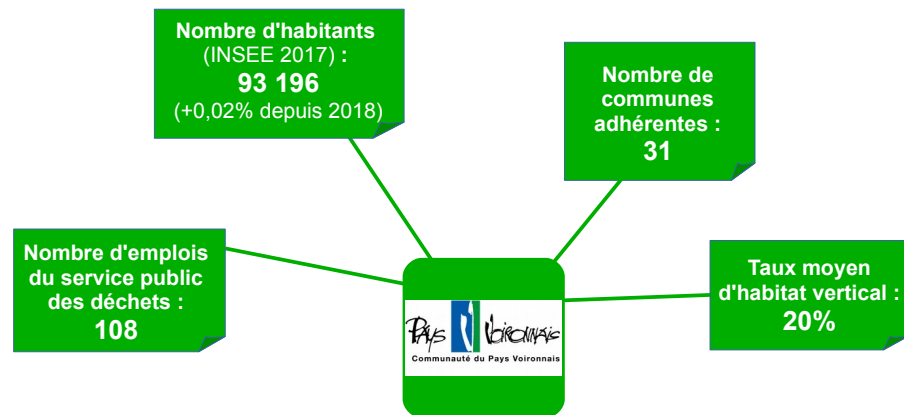 Nombre d'habitants
(INSEE 2017) :
93 196
(+0,02% depuis 2018)
Nombre de
communes
adhérentes :
31
Nombre d'emplois
du service public
des déchets :
108
Taux moyen
d'habitat vertical :
20%
PAYS VOIRONNAIS
Communauté du Pays Voironnais